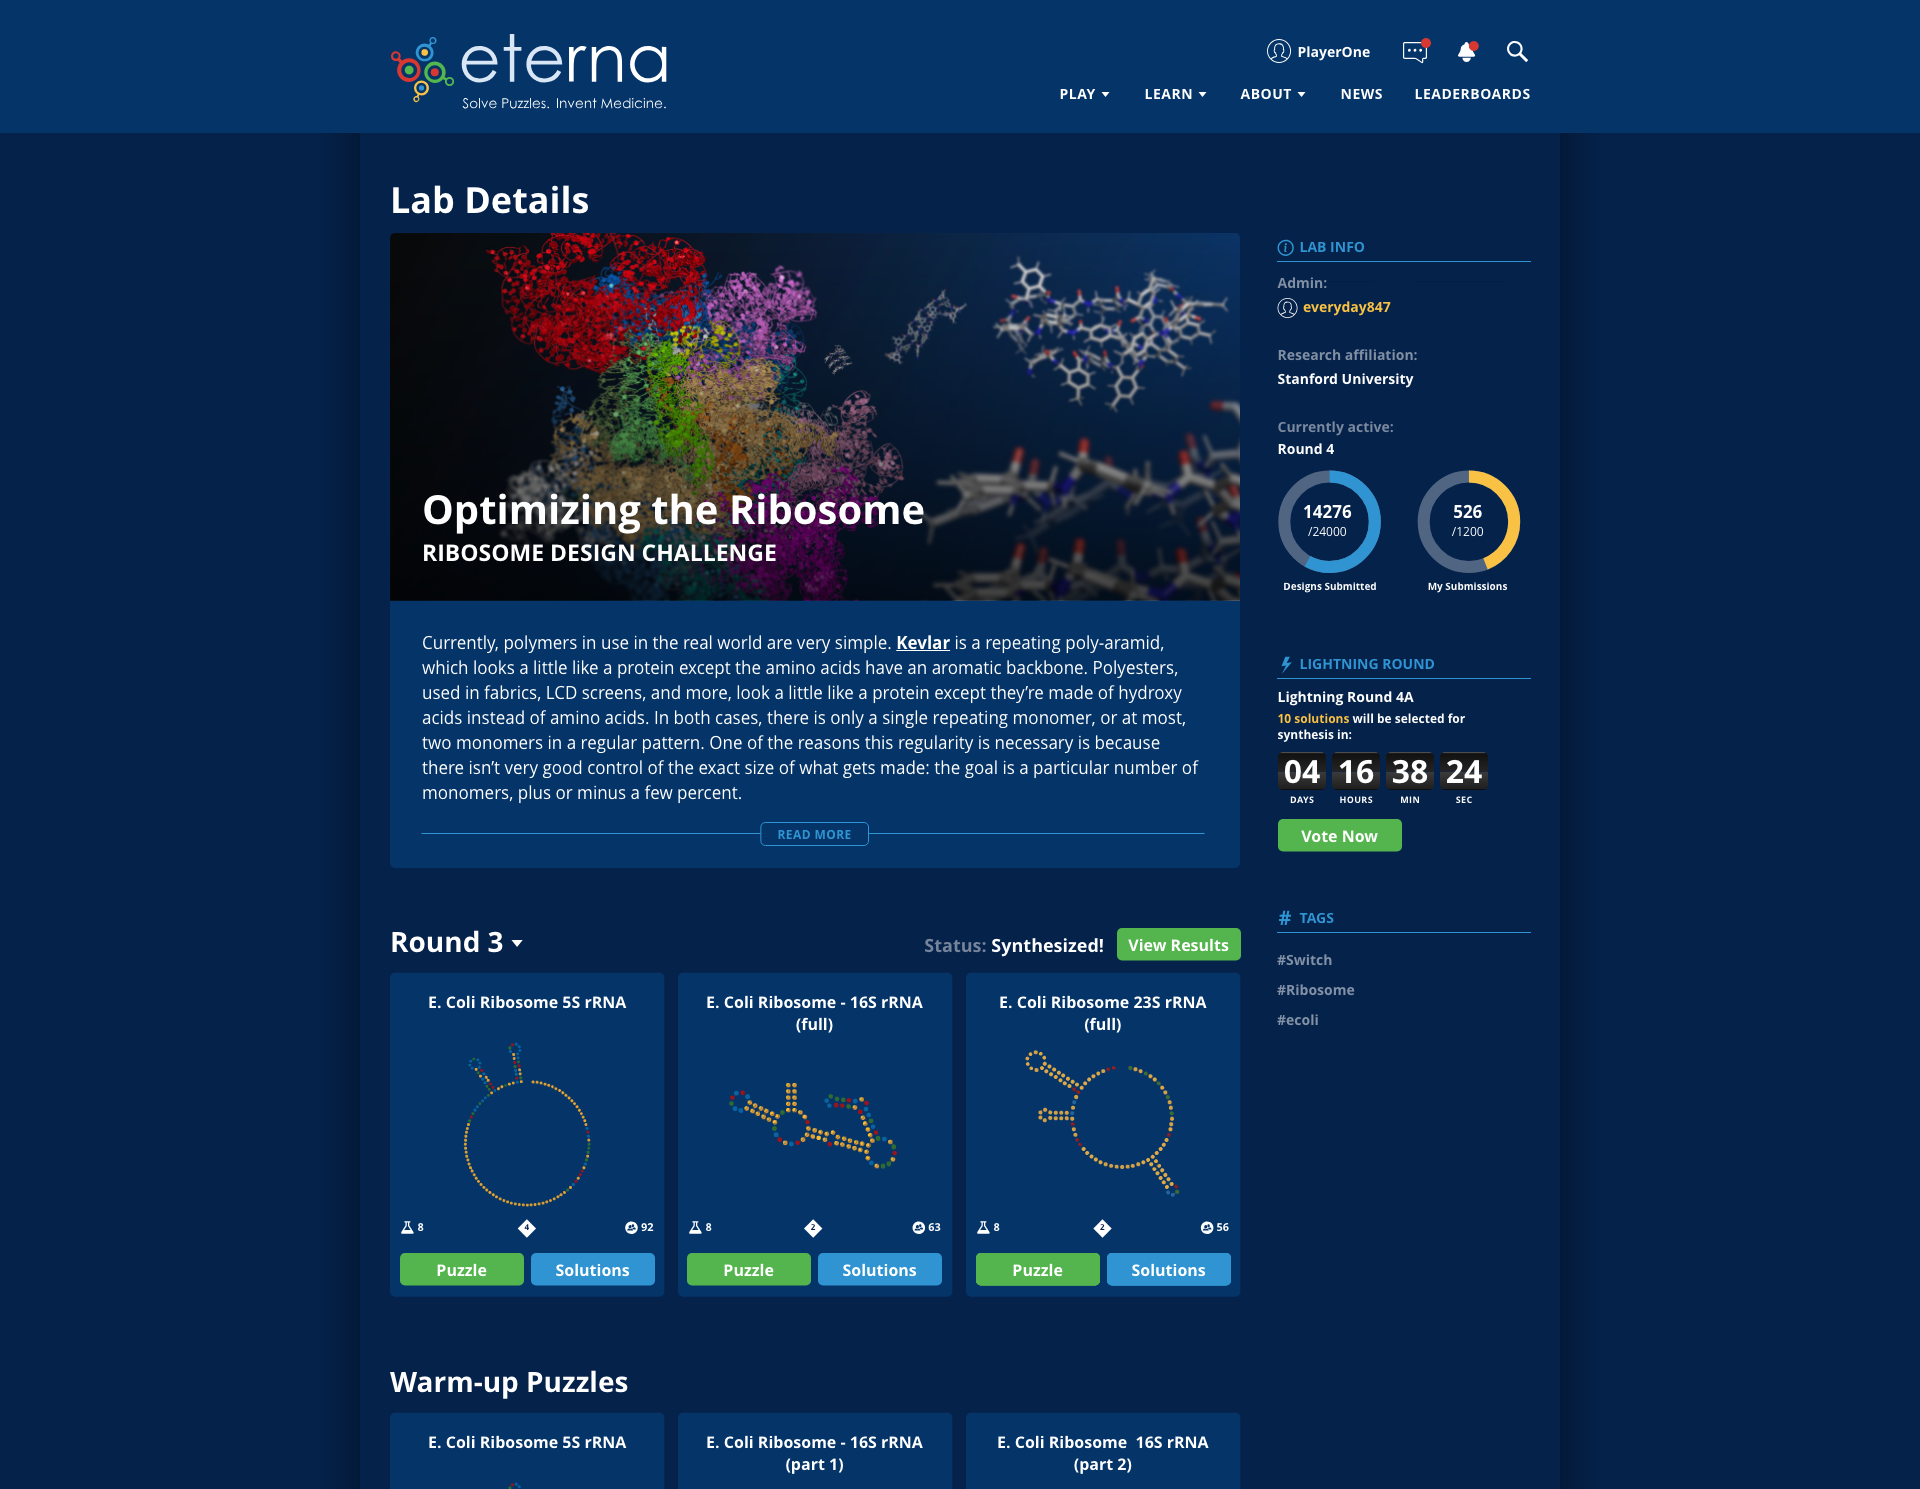 eterna
Solve Puzzles. Invent Medicine.
PlayerOne
PLAY
LEARN
ABOUT
NEWS
LEADERBOARDS
Lab Details
Optimizing the Ribosome
RIBOSOME DESIGN CHALLENGE
Currently, polymers in use in the real world are very simple. Kevlar is a repeating poly-aramid,
which looks a little like a protein except the amino acids have an aromatic backbone. Polyesters,
used in fabrics, LCD screens, and more, look a little like a protein except they’re made of hydroxy
acids instead of amino acids. In both cases, there is only a single repeating monomer, or at most,
two monomers in a regular pattern. One of the reasons this regularity is necessary is because
there isn’t very good control of the exact size of what gets made: the goal is a particular number of
monomers, plus or minus a few percent.
READ MORE
LAB INFO
Admin:
everyday847
Research affiliation:
Stanford University
Currently active:
Round 4
14276
/24000
Designs Submitted
526
/1200
My Submissions
LIGHTNING ROUND
Lightning Round 4A
10 solutions will be selected for
synthesis in:
04 16 38 24
DAYS HOURS MIN SEC
Vote Now
# TAGS
#Switch
#Ribosome
#ecoli
Round 3
Status: Synthesized!
View Results
E. Coli Ribosome 5S rRNA
8
4
92
Puzzle
Solutions
E. Coli Ribosome - 16S rRNA
(full)
8
2
63
Puzzle
Solutions
E. Coli Ribosome 23S rRNA
(full)
8
2
56
Puzzle
Solutions
Warm-up Puzzles
E. Coli Ribosome 5S rRNA
E. Coli Ribosome - 16S rRNA
(part 1)
E. Coli Ribosome  16S rRNA
(part 2)